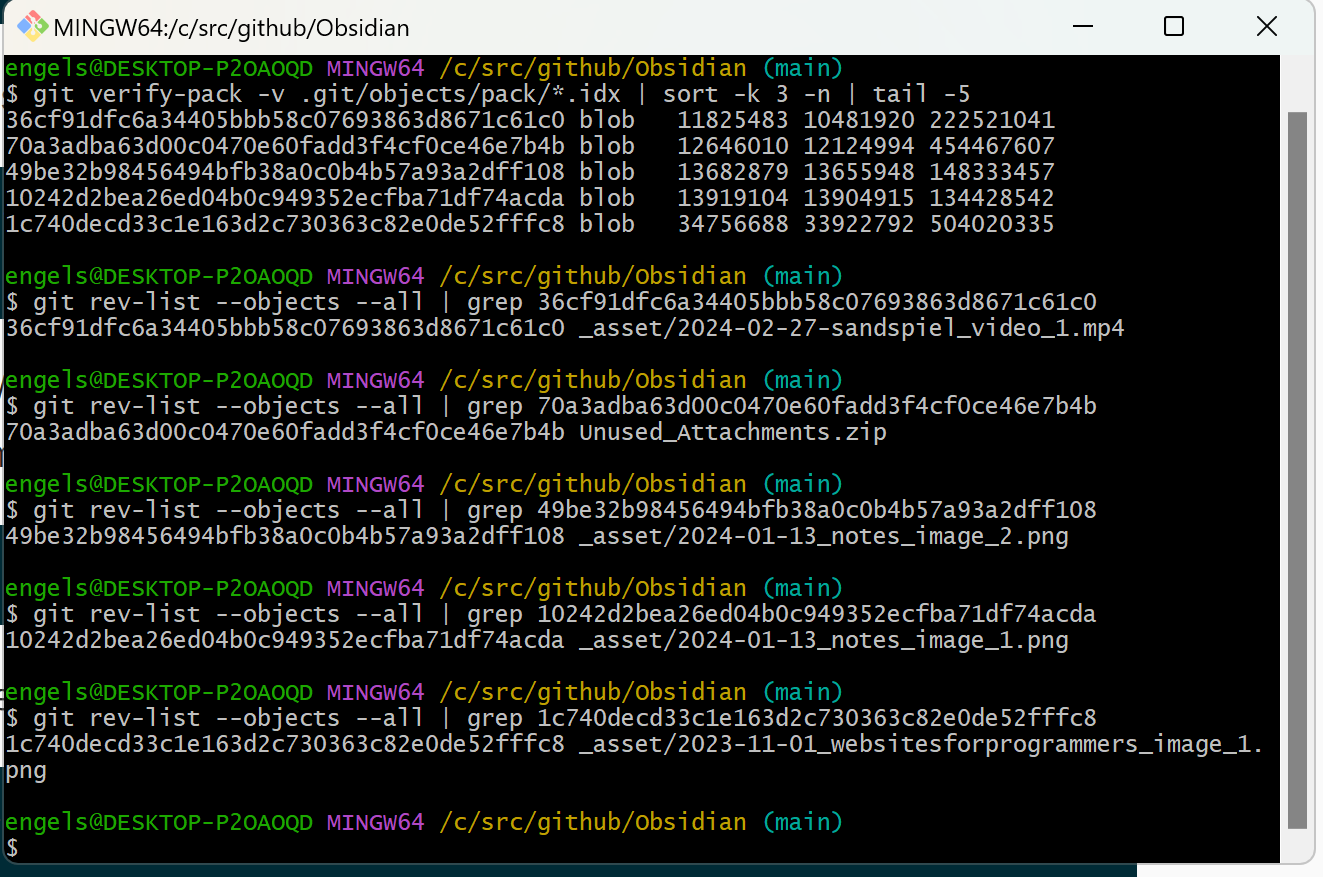 MINGW64:/c/src/github/Obsidian
engels@DESKTOP-P2OAOQD MINGW64 /c/src/github/Obsidian (main)
$ git verify-pack -v .git/objects/pack/*.idx | sort -k 3 -n | tail -5
36cf91dfc6a34405bbb58c07693863d8671c61c0 blob   11825483 10481920 222521041
70a3adba63d00c0470e60fadd3f4cf0ce46e7b4b blob   12646010 12124994 454467607
49be32b98456494bfb38a0c0b4b57a93a2dff108 blob   13682879 13655948 148333457
10242d2bea26ed04b0c949352ecfba71df74acda blob   13919104 13904915 134428542
1c740decd33c1e163d2c730363c82e0de52fffc8 blob   34756688 33922792 504020335
engels@DESKTOP-P2OAOQD MINGW64 /c/src/github/Obsidian (main)
$ git rev-list --objects --all | grep 36cf91dfc6a34405bbb58c07693863d8671c61c0
36cf91dfc6a34405bbb58c07693863d8671c61c0 _asset/2024-02-27-sandspiel_video_1.mp4
engels@DESKTOP-P2OAOQD MINGW64 /c/src/github/Obsidian (main)
$ git rev-list --objects --all | grep 70a3adba63d00c0470e60fadd3f4cf0ce46e7b4b
70a3adba63d00c0470e60fadd3f4cf0ce46e7b4b Unused_Attachments.zip
engels@DESKTOP-P2OAOQD MINGW64 /c/src/github/Obsidian (main)
$ git rev-list --objects --all | grep 49be32b98456494bfb38a0c0b4b57a93a2dff108
49be32b98456494bfb38a0c0b4b57a93a2dff108 _asset/2024-01-13_notes_image_2.png
engels@DESKTOP-P2OAOQD MINGW64 /c/src/github/Obsidian (main)
$ git rev-list --objects --all | grep 10242d2bea26ed04b0c949352ecfba71df74acda
10242d2bea26ed04b0c949352ecfba71df74acda _asset/2024-01-13_notes_image_1.png
engels@DESKTOP-P2OAOQD MINGW64 /c/src/github/Obsidian (main)
$ git rev-list --objects --all | grep 1c740decd33c1e163d2c730363c82e0de52fffc8
1c740decd33c1e163d2c730363c82e0de52fffc8 _asset/2023-11-01_websitesforprogrammers_image_1.
png
engels@DESKTOP-P2OAOQD MINGW64 /c/src/github/Obsidian (main)
$